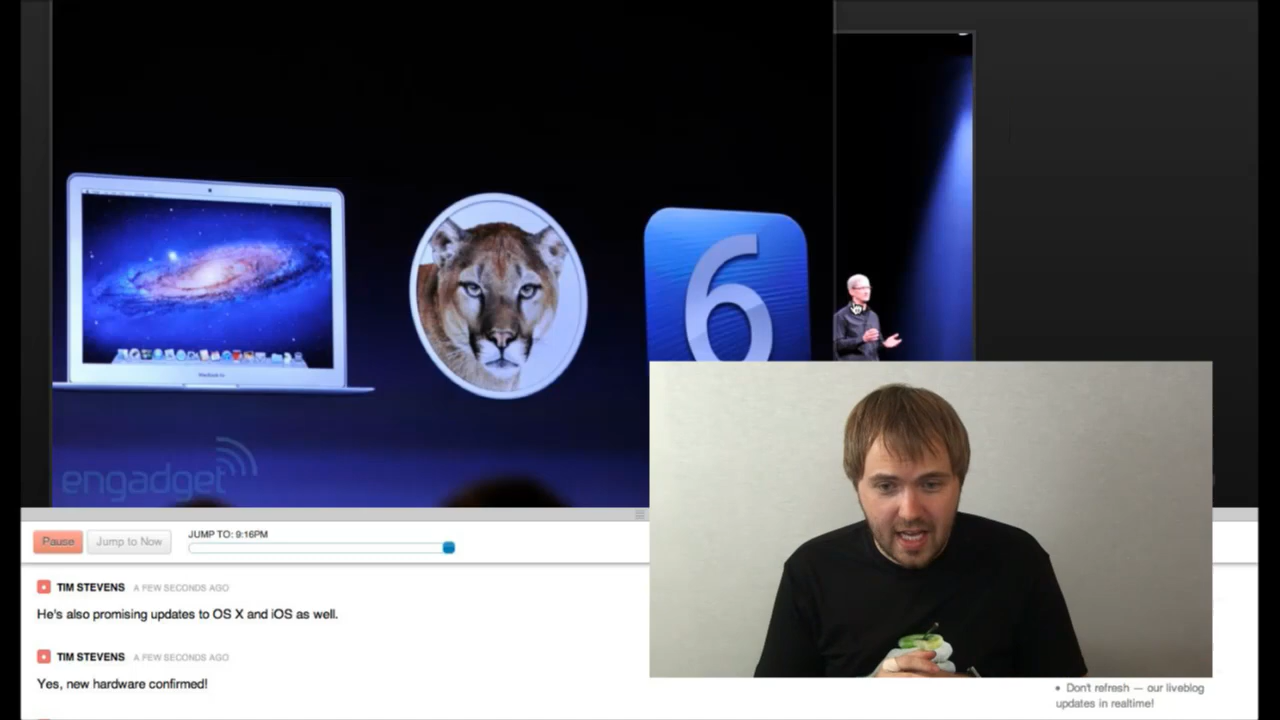 6
MacBook Air
engadget
Pause
Jump to Now
JUMP TO: 9:16PM
TIM STEVENS A FEW SECONDS AGO
He's also promising updates to OS X and iOS as well.
TIM STEVENS A FEW SECONDS AGO
Yes, new hardware confirmed!
• Don't refresh — our liveblog
updates in realtime!